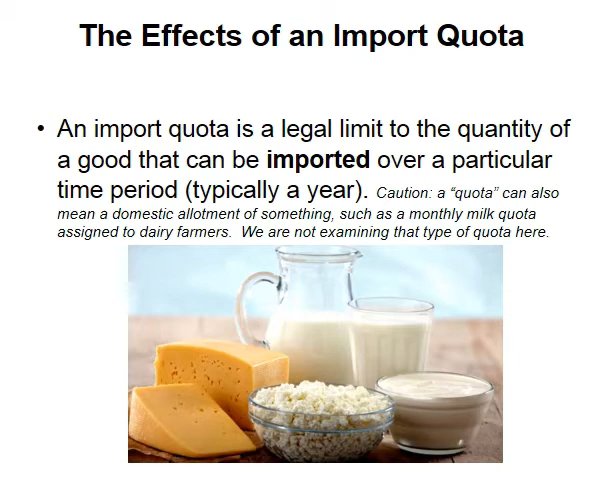 The Effects of an Import Quota
• An import quota is a legal limit to the quantity of
a good that can be imported over a particular
time period (typically a year). Caution: a “quota” can also
mean a domestic allotment of something, such as a monthly milk quota
assigned to dairy farmers.  We are not examining that type of quota here.